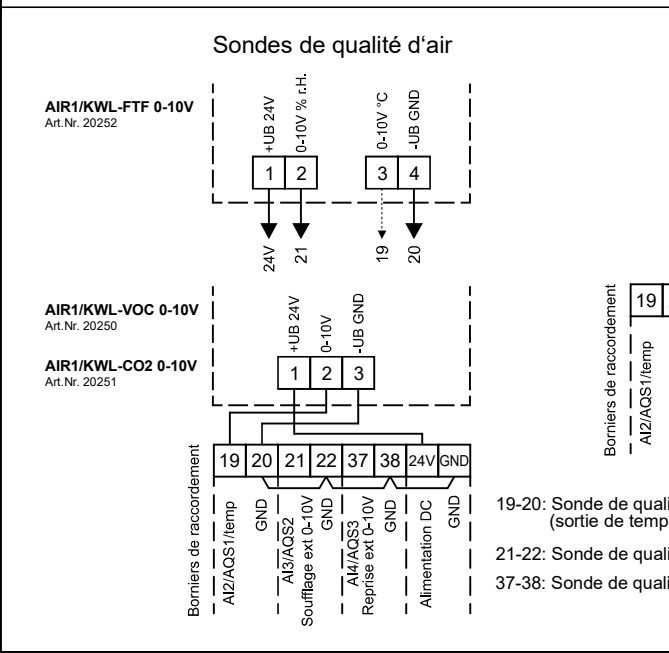 Sondes de qualité d'air
AIR1/KWL-FTF 0-10V
Art.Nr. 20252
+UB 24V
0-10V % r.H.
0-10V °C
-UB GND
1 2 3 4
24V
21
19
20
AIR1/KWL-VOC 0-10V
Art.Nr. 20250
AIR1/KWL-CO2 0-10V
Art.Nr. 20251
+UB 24V
0-10V
-UB GND
1 2 3
Borniers de raccordement
19 20 21 22 37 38 24V GND
AI2/AQS1/temp
GND
AI3/AQS2
Soufflage ext 0-10V
GND
AI4/AQS3
Reprise ext 0-10V
GND
Alimentation DC
GND
Borniers de raccordement
19
AI2/AQS1/temp
19-20: Sonde de quali
(sortie de temp
21-22: Sonde de quali
37-38: Sonde de quali